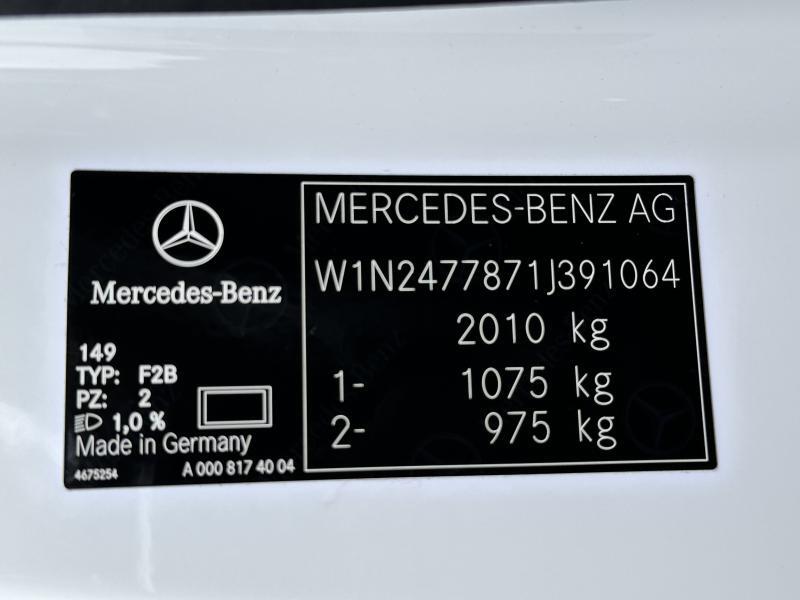 Mercedes-Benz
149
TYP: F2B
PZ: 2
1,0 %
Made in Germany
4675254
A 000 817 40 04
MERCEDES-BENZ AG
W1N2477871J391064
2010 kg
1- 1075 kg
2- 975 kg